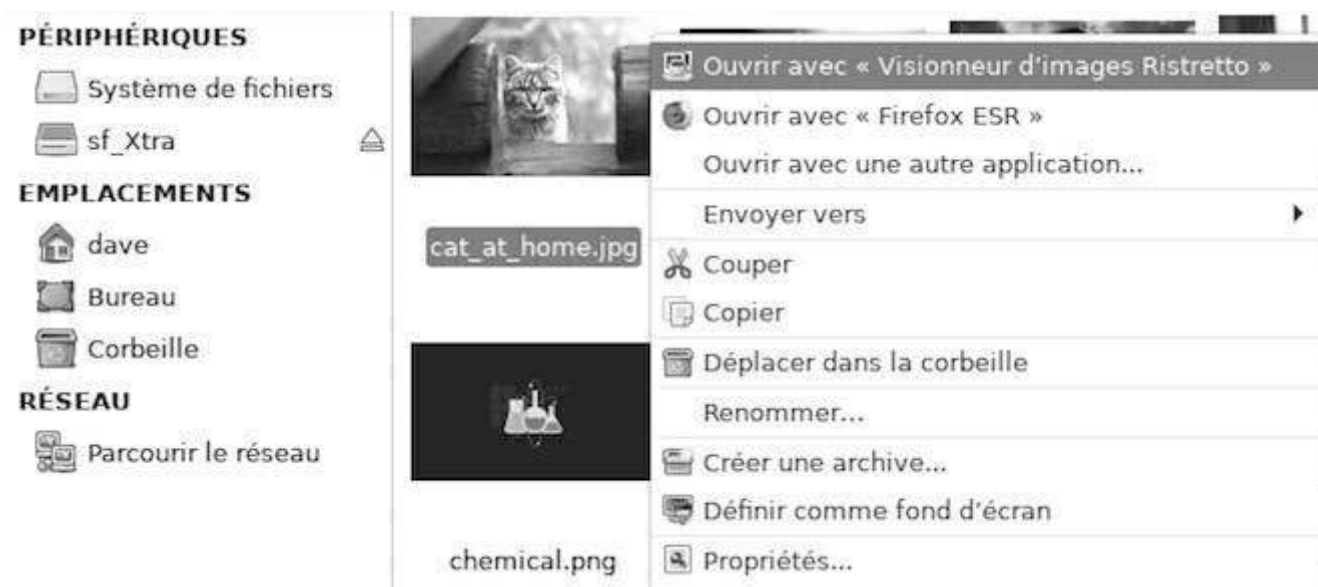 PÉRIPHÉRIQUES
Système de fichiers
sf_Xtra
EMPLACEMENTS
dave
Bureau
Corbeille
RÉSEAU
Parcourir le réseau
cat_at_home.jpg
chemical.png
Ouvrir avec « Visionneur d'images Ristretto »
Ouvrir avec « Firefox ESR »
Ouvrir avec une autre application...
Envoyer vers
Couper
Copier
Déplacer dans la corbeille
Renommer...
Créer une archive...
Définir comme fond d'écran
Propriétés...